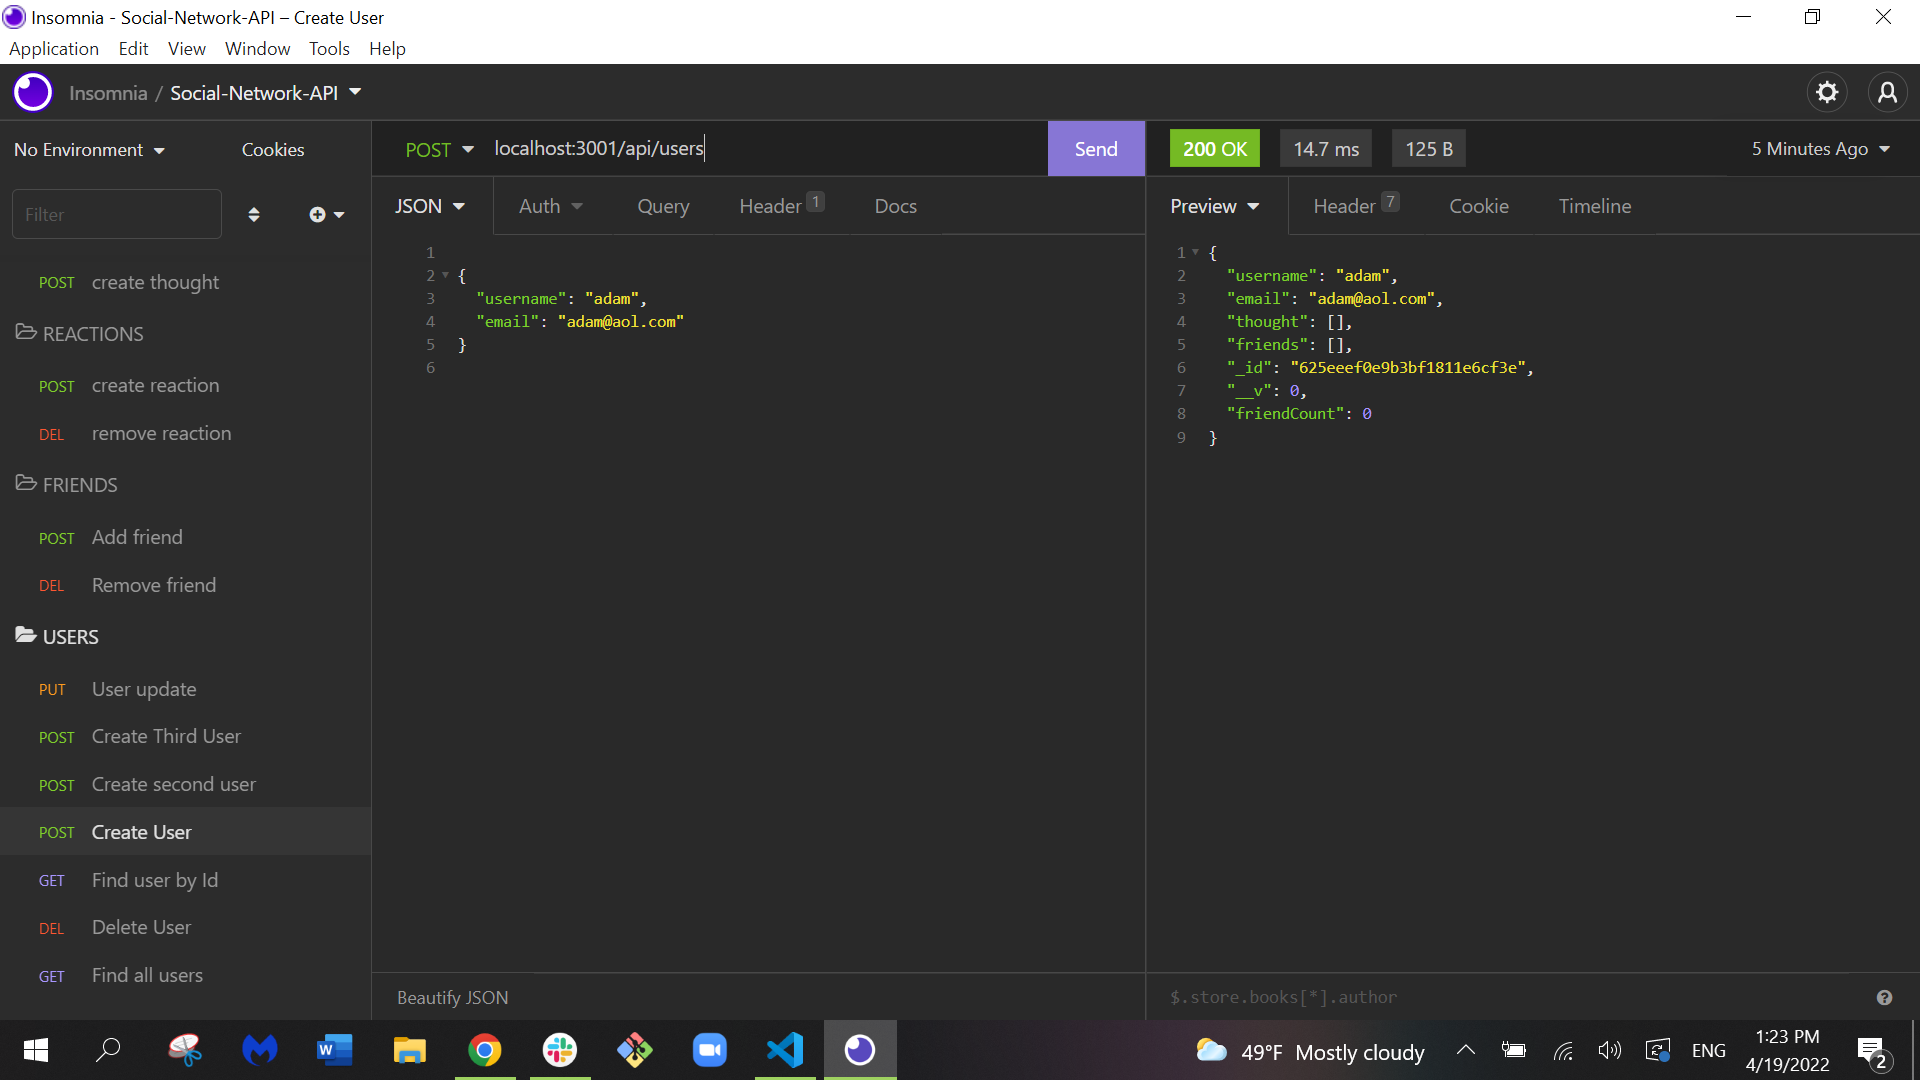 Insomnia - Social-Network-API – Create User
Application Edit View Window Tools Help
Insomnia / Social-Network-API
No Environment Cookies
Filter
POST create thought
REACTIONS
POST create reaction
DEL remove reaction
FRIENDS
POST Add friend
DEL Remove friend
USERS
PUT User update
POST Create Third User
POST Create second user
POST Create User
GET Find user by Id
DEL Delete User
GET Find all users
POST localhost:3001/api/users Send
JSON Auth Query Header 1 Docs
1
2 {
3 "username": "adam",
4 "email": "adam@aol.com"
5 }
6
Beautify JSON
200 OK 14.7 ms 125 B 5 Minutes Ago
Preview Header 7 Cookie Timeline
1 {
2 "username": "adam",
3 "email": "adam@aol.com",
4 "thought": [],
5 "friends": [],
6 "_id": "625eeef0e9b3bf1811e6cf3e",
7 "__v": 0,
8 "friendCount": 0
9 }
$.store.books[*].author
49°F Mostly cloudy ENG
1:23 PM
4/19/2022
2